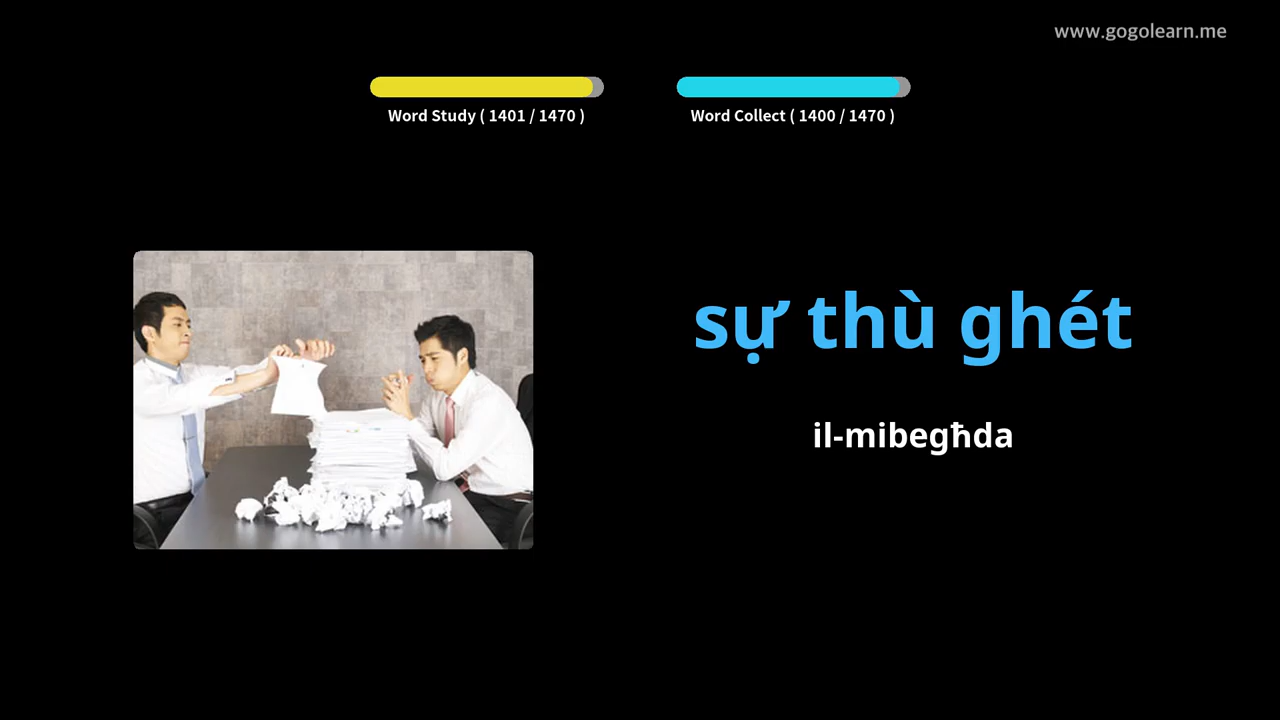 www.gogolearn.me
Word Study ( 1401 / 1470 )
Word Collect ( 1400 / 1470 )
sự thù ghét
il-mibegħda